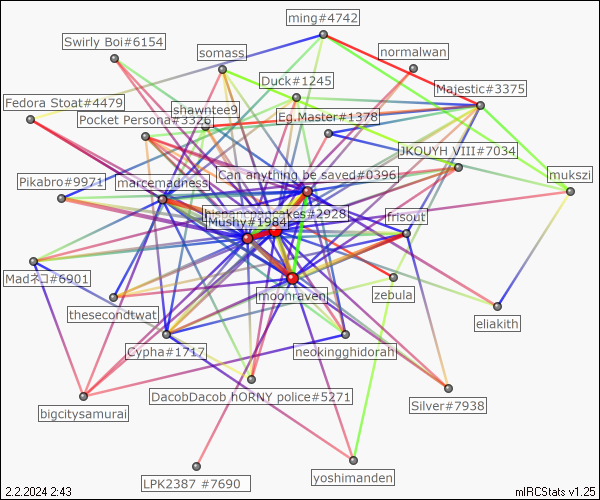 ming#4742
Swirly Boi#6154
somass
normalwan
Duck#1245
Majestic#3375
Fedora Stoat#4479
shawntee9
Pocket Persona#3326
Eg.Master#1378
JKOUYH VIII#7034
Can anything be saved#0396
Pikabro#9971
marcemadness
mukszi
hispancpancakes#2928
Mushy#1984
frisout
Madネコ#6901
zebula
moonraven
thesecondtwat
eliakith
Cypha#1717
neokingghidorah
DacobDacob hORNY police#5271
bigcitysamurai
Silver#7938
LPK2387 #7690
yoshimanden
2.2.2024 2:43
mIRCStats v1.25